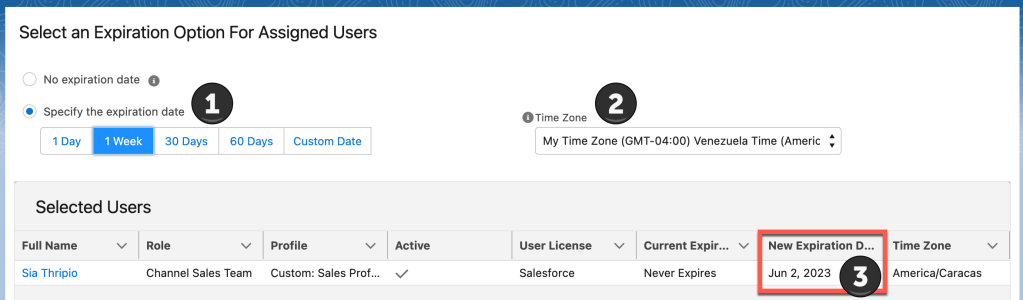 Select an Expiration Option For Assigned Users
No expiration date
Specify the expiration date 1
1 Day 1 Week 30 Days 60 Days Custom Date
2
Time Zone
My Time Zone (GMT-04:00) Venezuela Time (Americ
Selected Users
Full Name Role Profile Active User License Current Expir... New Expiration D... Time Zone
Sia Thripio Channel Sales Team Custom: Sales Prof... Salesforce Never Expires Jun 2, 2023 3 America/Caracas